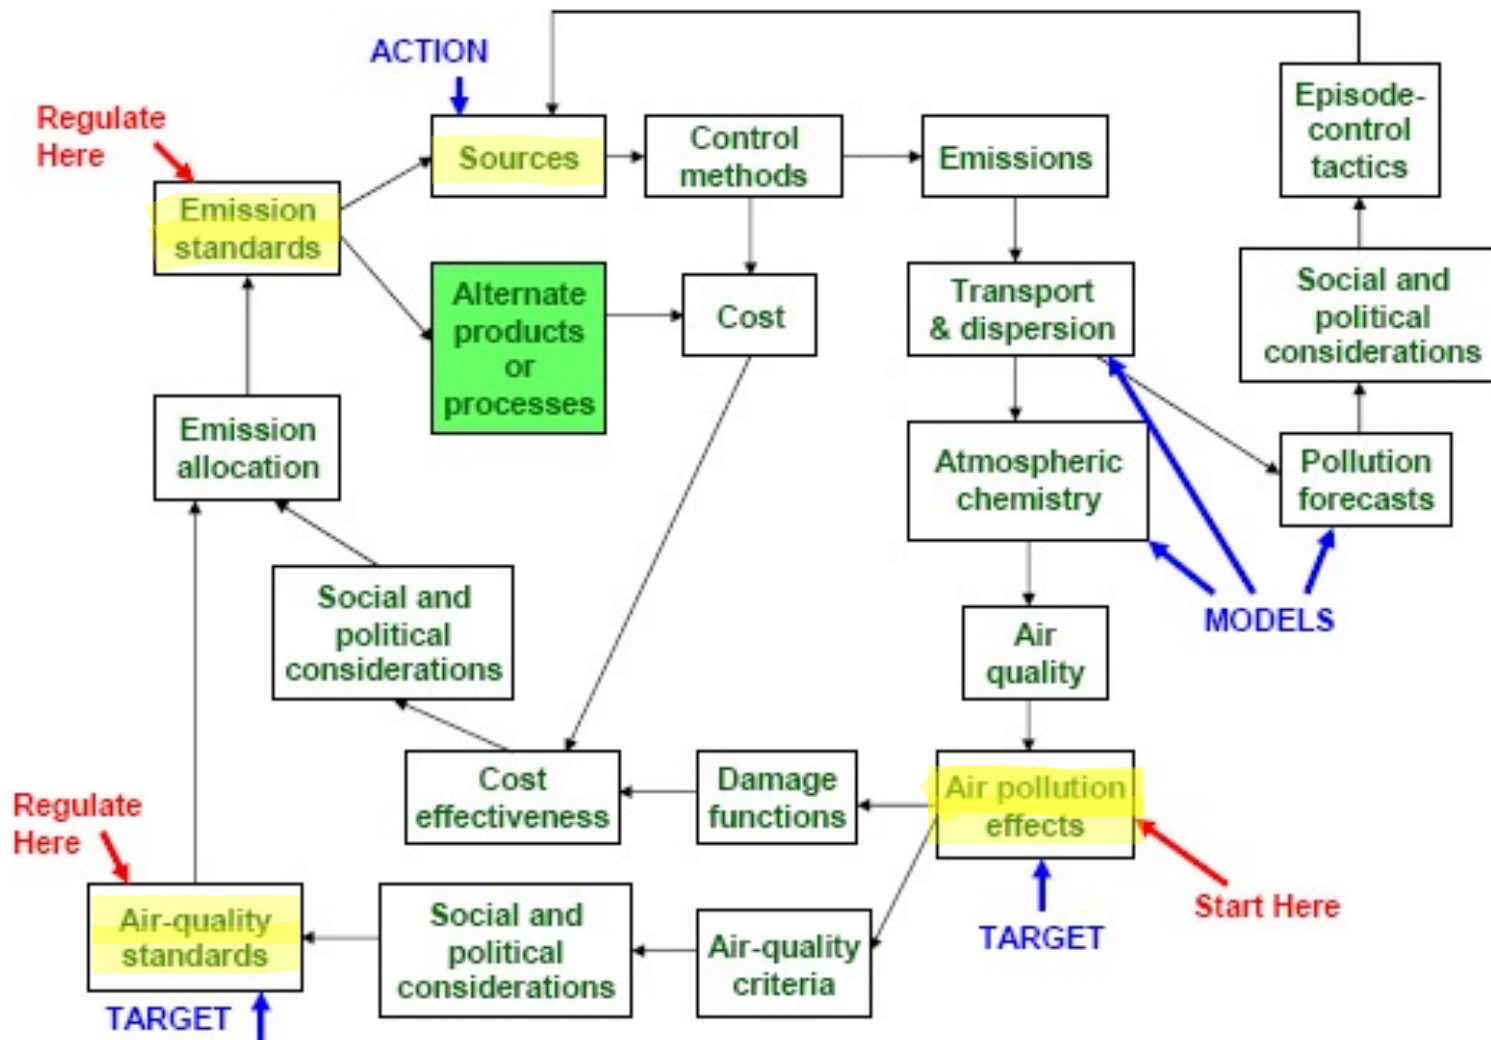 ACTION
Regulate
Here
Sources
Control
methods
Emissions
Episode-
control
tactics
Emission
standards
Alternate
products
or
processes
Cost
Transport
& dispersion
Social and
political
considerations
Emission
allocation
Atmospheric
chemistry
Pollution
forecasts
Social and
political
considerations
Air
quality
MODELS
Cost
effectiveness
Damage
functions
Air pollution
effects
Regulate
Here
Start Here
Air-quality
standards
Social and
political
considerations
Air-quality
criteria
TARGET
TARGET